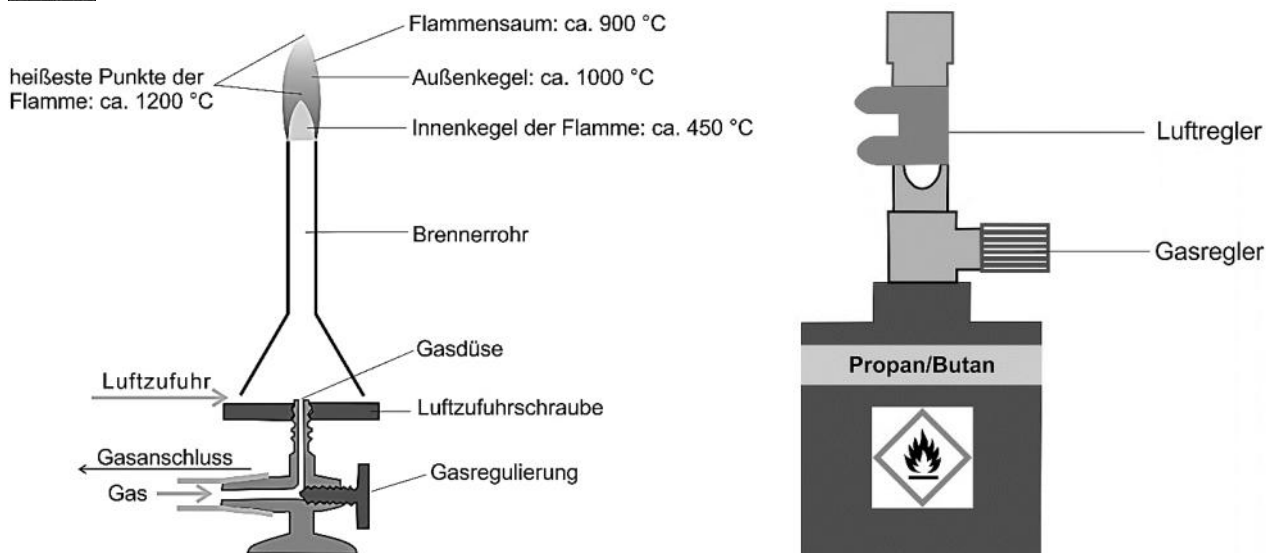 Flammensaum: ca. 900 °C
heißeste Punkte der
Flamme: ca. 1200 °C
Außenkegel: ca. 1000 °C
Innenkegel der Flamme: ca. 450 °C
Brennerrohr
Gasdüse
Luftzufuhr
Luftzufuhrschraube
Gasanschluss
Gasregulierung
Gas
Luftregler
Gasregler
Propan/Butan